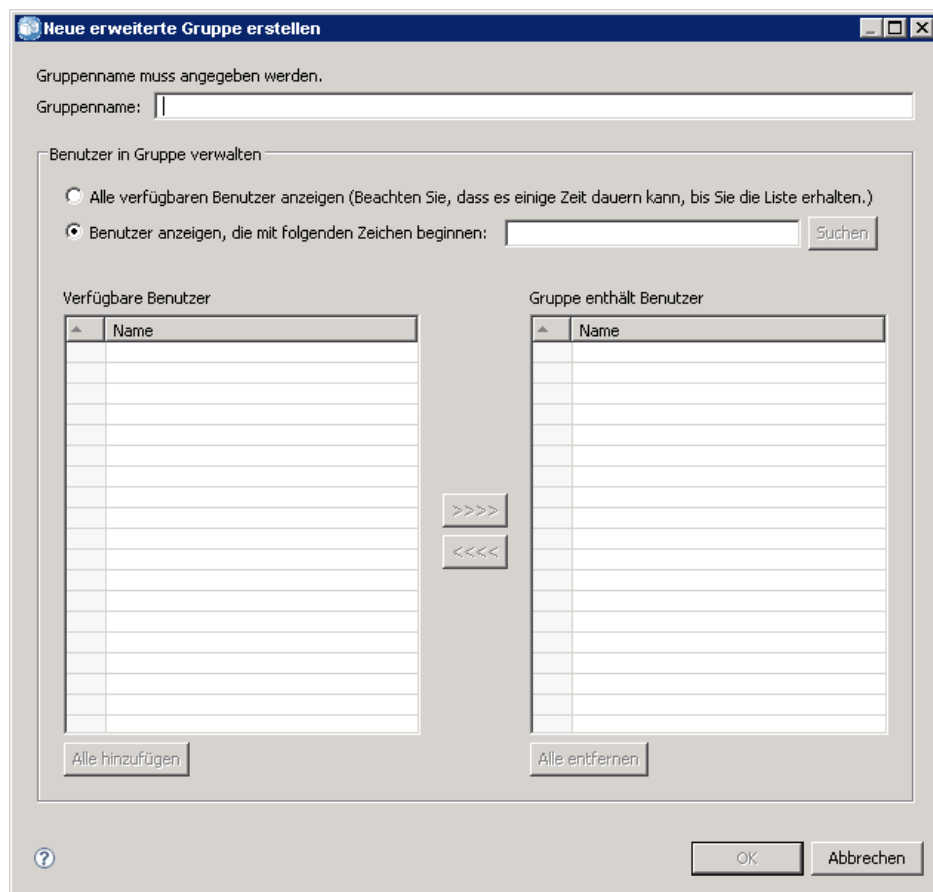 Neue erweiterte Gruppe erstellen
Gruppenname muss angegeben werden.
Gruppenname:
Benutzer in Gruppe verwalten
Alle verfügbaren Benutzer anzeigen (Beachten Sie, dass es einige Zeit dauern kann, bis Sie die Liste erhalten.)
Benutzer anzeigen, die mit folgenden Zeichen beginnen: Suchen
Verfügbare Benutzer Gruppe enthält Benutzer
Name Name
>>>>
<<<<
Alle hinzufügen Alle entfernen
? OK Abbrechen